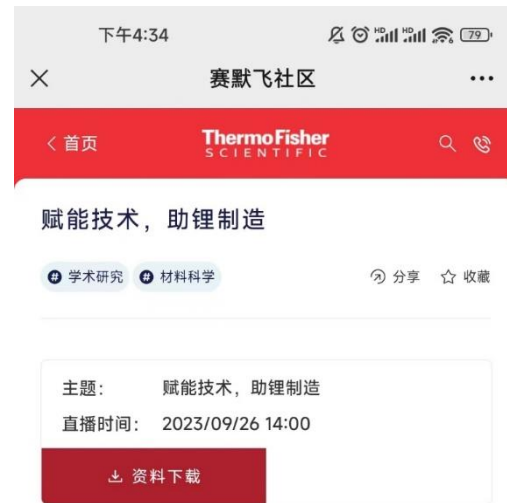 下午4:34
HD HD 79
赛默飞社区
首页
ThermoFisher
SCIENTIFIC
赋能技术，助锂制造
# 学术研究 # 材料科学 分享 收藏
主题： 赋能技术，助锂制造
直播时间： 2023/09/26 14:00
资料下载